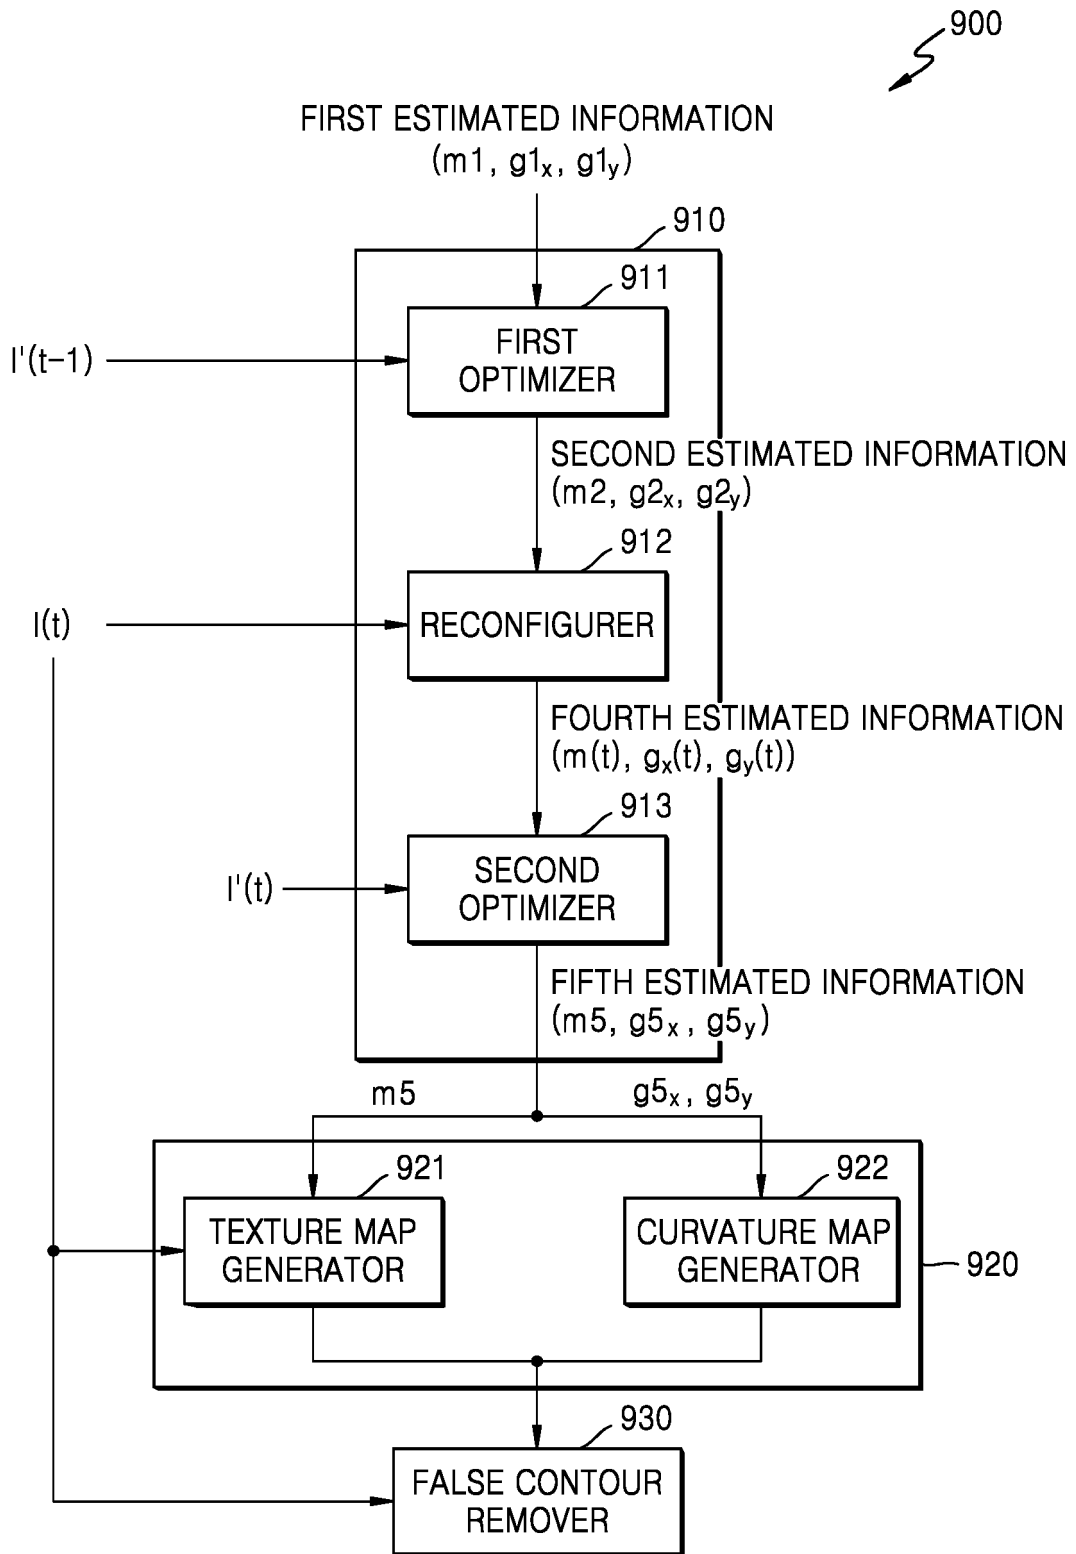 900
FIRST ESTIMATED INFORMATION
(m1, g1x, g1y)
910
911
FIRST
OPTIMIZER
I'(t-1)
SECOND ESTIMATED INFORMATION
(m2, g2x, g2y)
912
RECONFIGURER
I(t)
FOURTH ESTIMATED INFORMATION
(m(t), gx(t), gy(t))
913
SECOND
OPTIMIZER
I'(t)
FIFTH ESTIMATED INFORMATION
(m5, g5x , g5y)
m5
g5x, g5y
921
TEXTURE MAP
GENERATOR
922
CURVATURE MAP
GENERATOR
920
930
FALSE CONTOUR
REMOVER